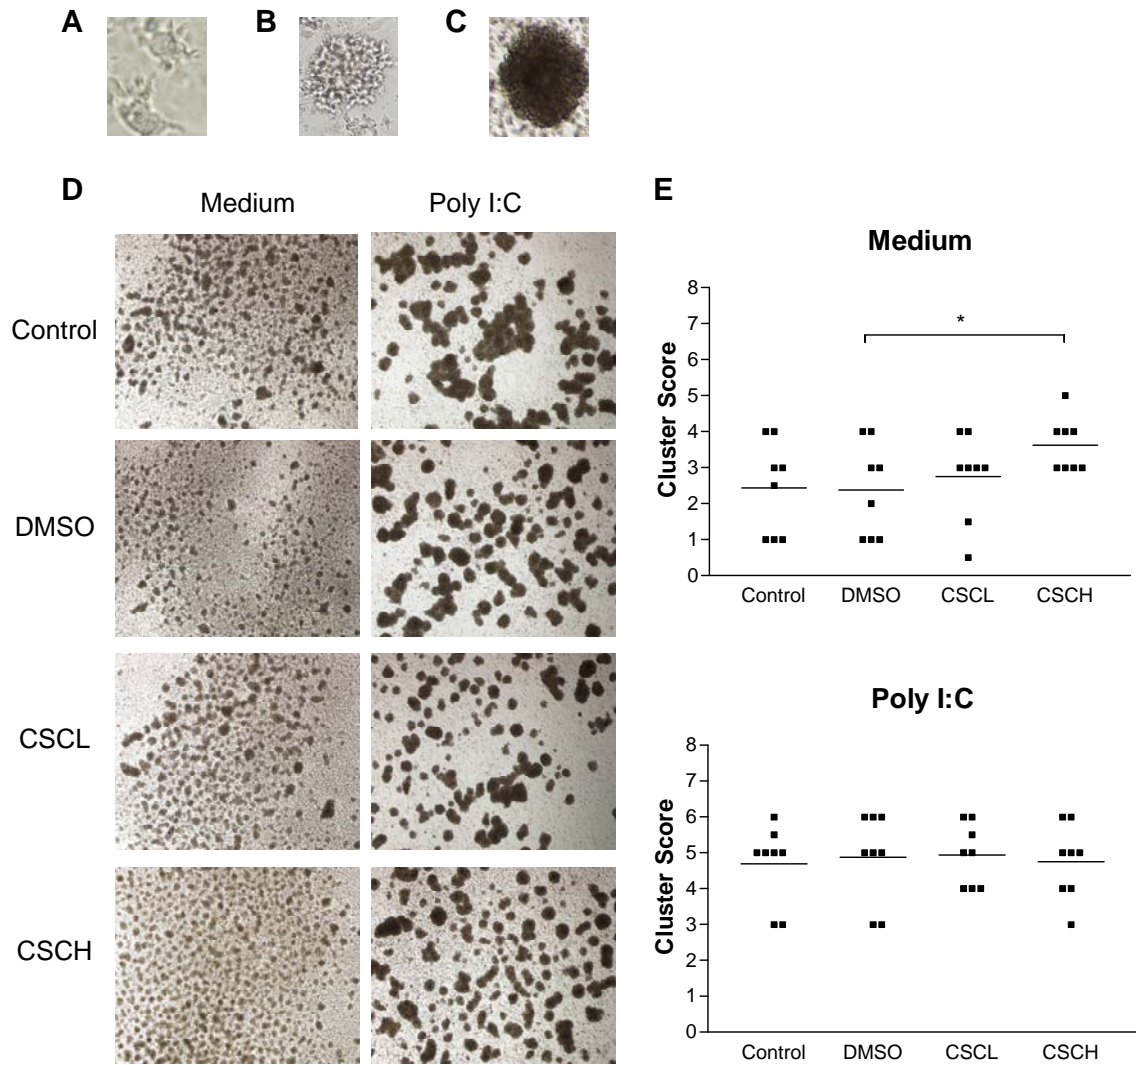 A
B
C
D
Medium
Poly I:C
Control
DMSO
CSCL
CSCH
E
Medium
Cluster Score
8
7
6
5
4
3
2
1
0
*
Control
DMSO
CSCL
CSCH
Poly I:C
Cluster Score
8
7
6
5
4
3
2
1
0
Control
DMSO
CSCL
CSCH